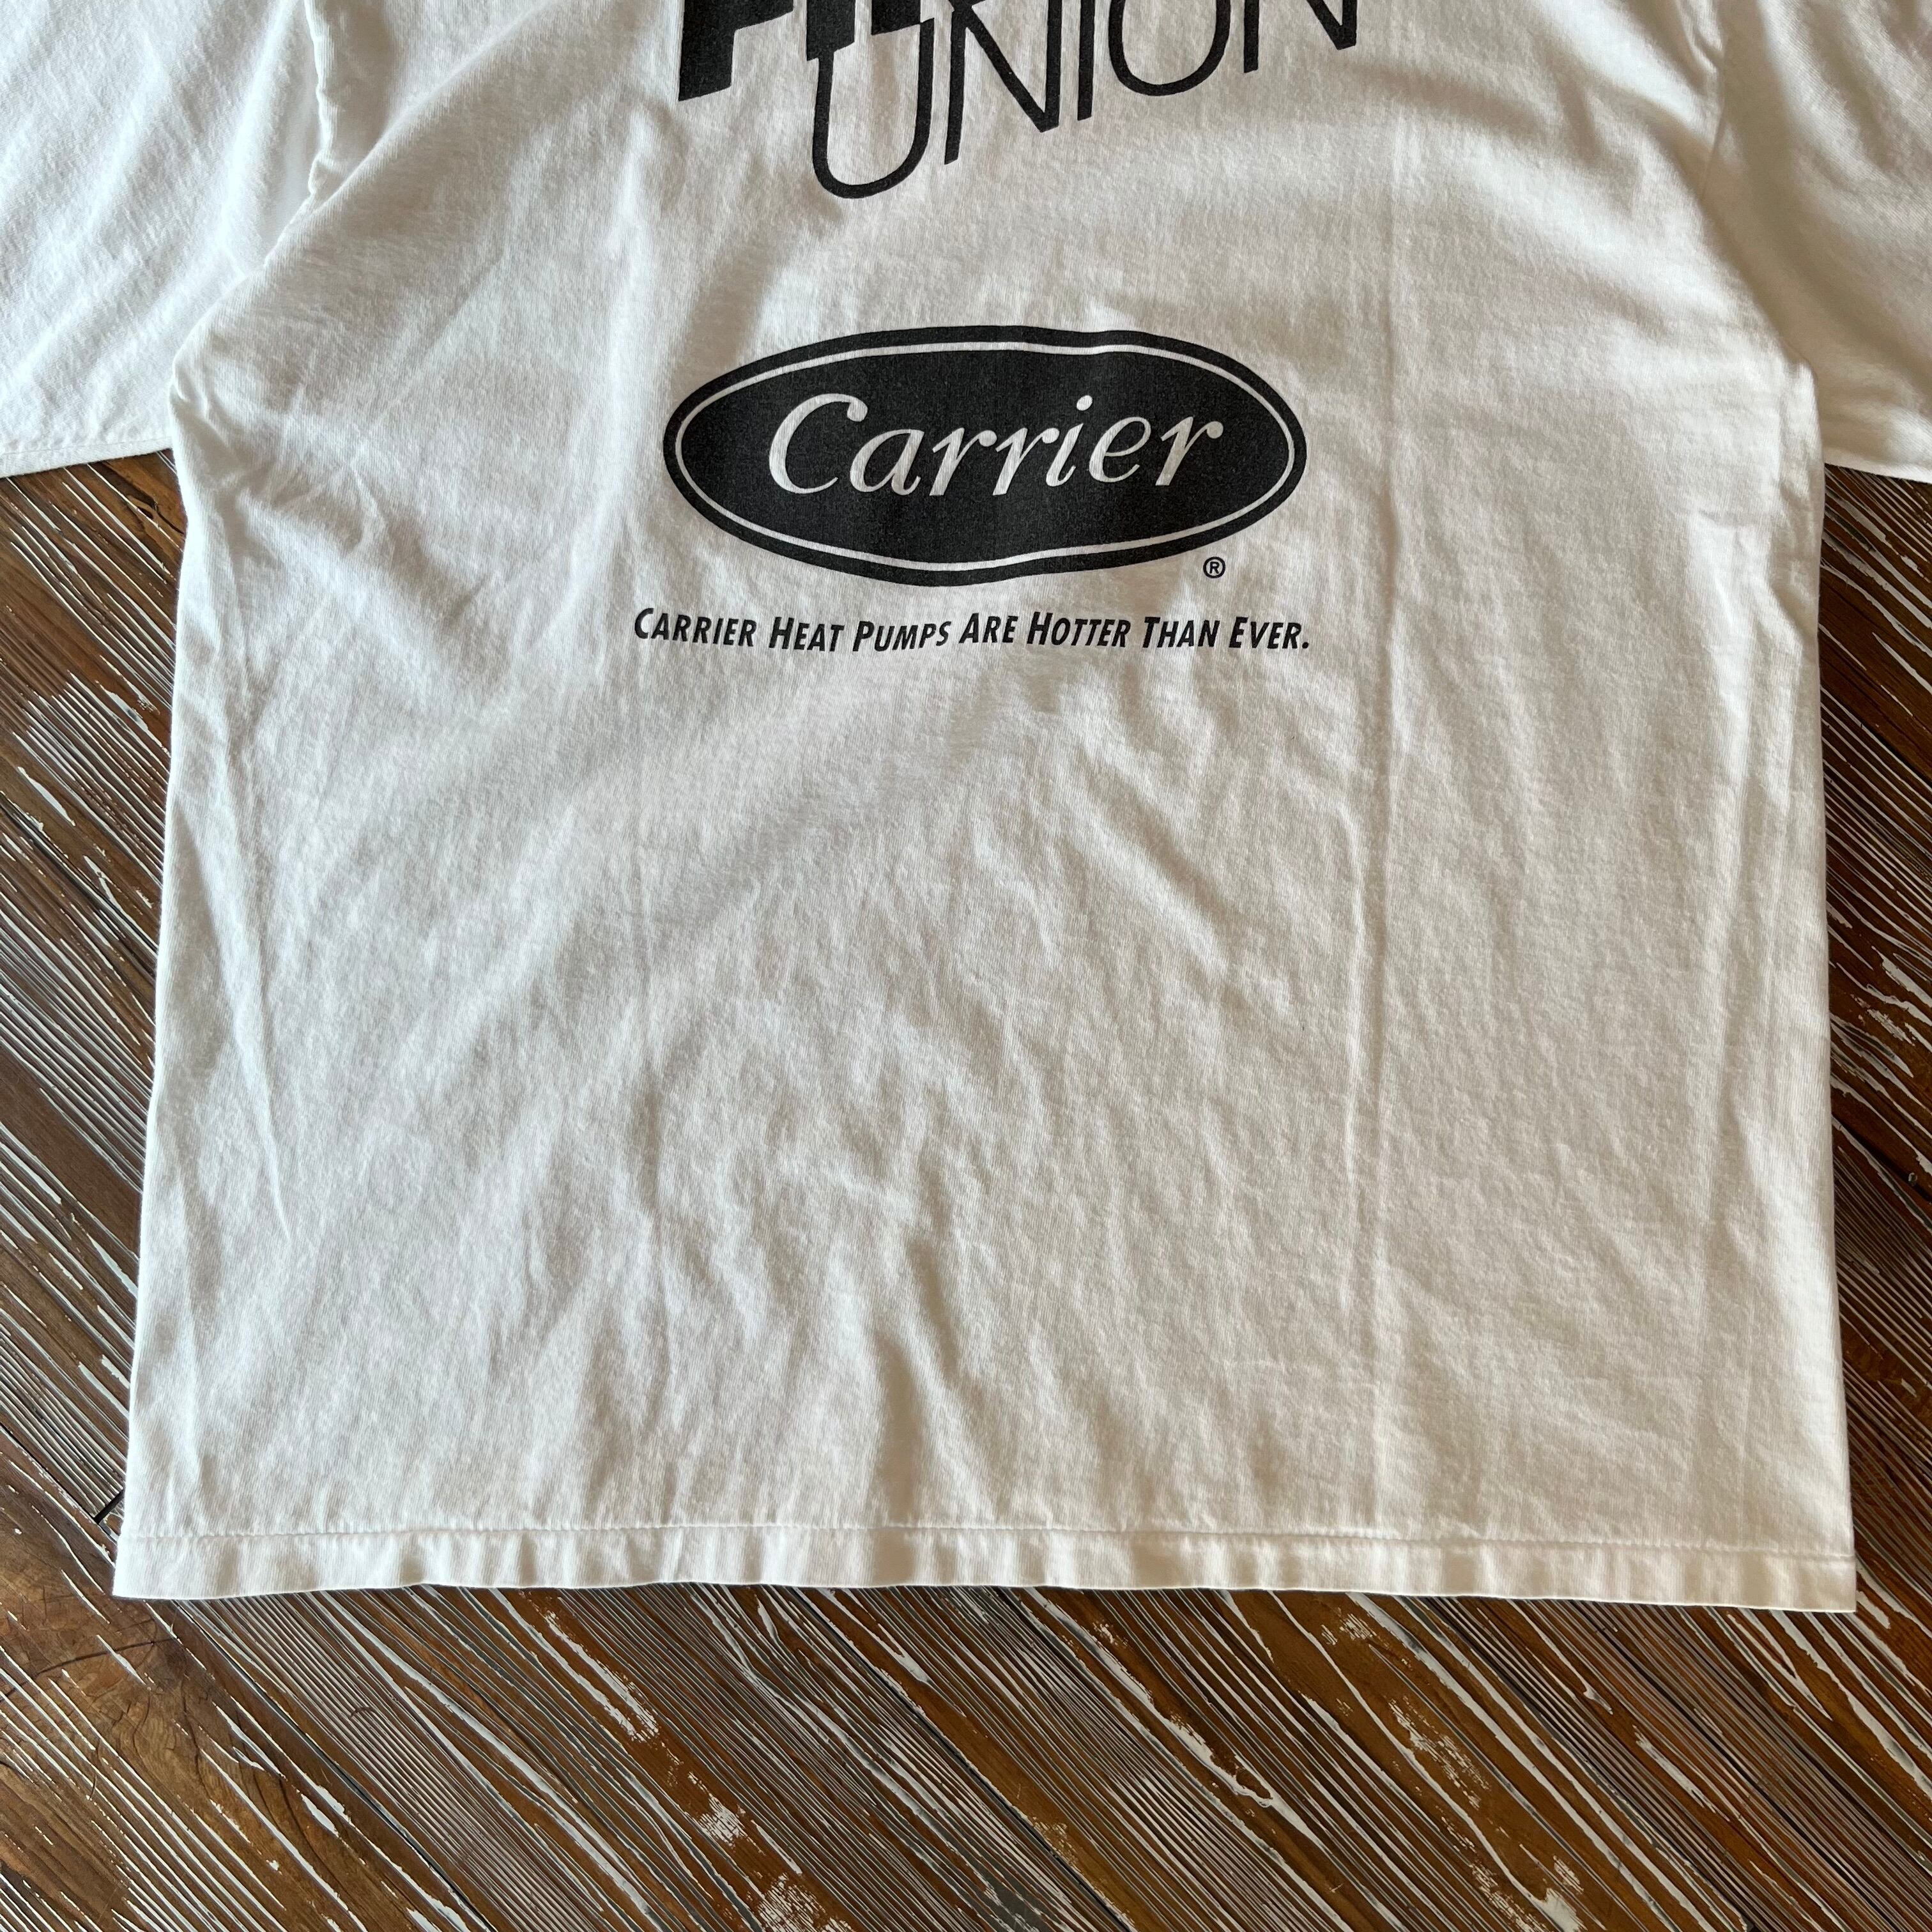 UNION
Carrier
®
CARRIER HEAT PUMPS ARE HOTTER THAN EVER.